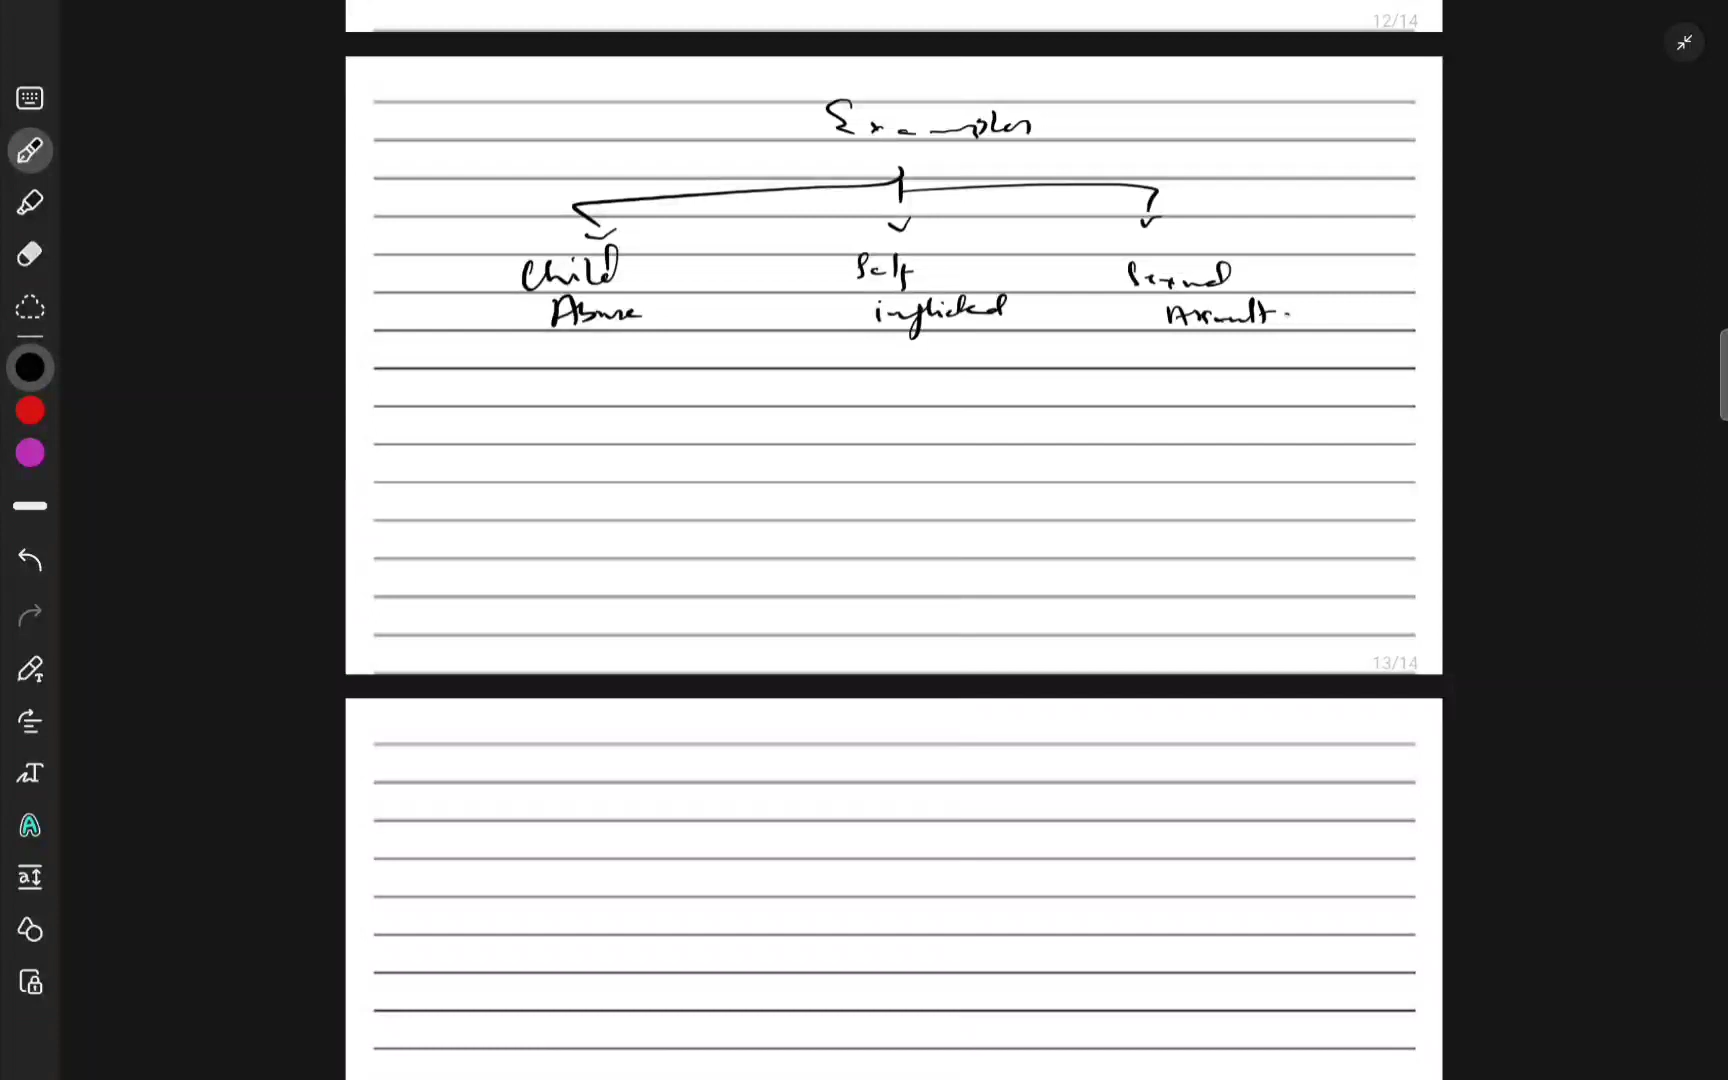 12/14
Examples
Child Self Sexual
Abuse inflicted Assault.
13/14